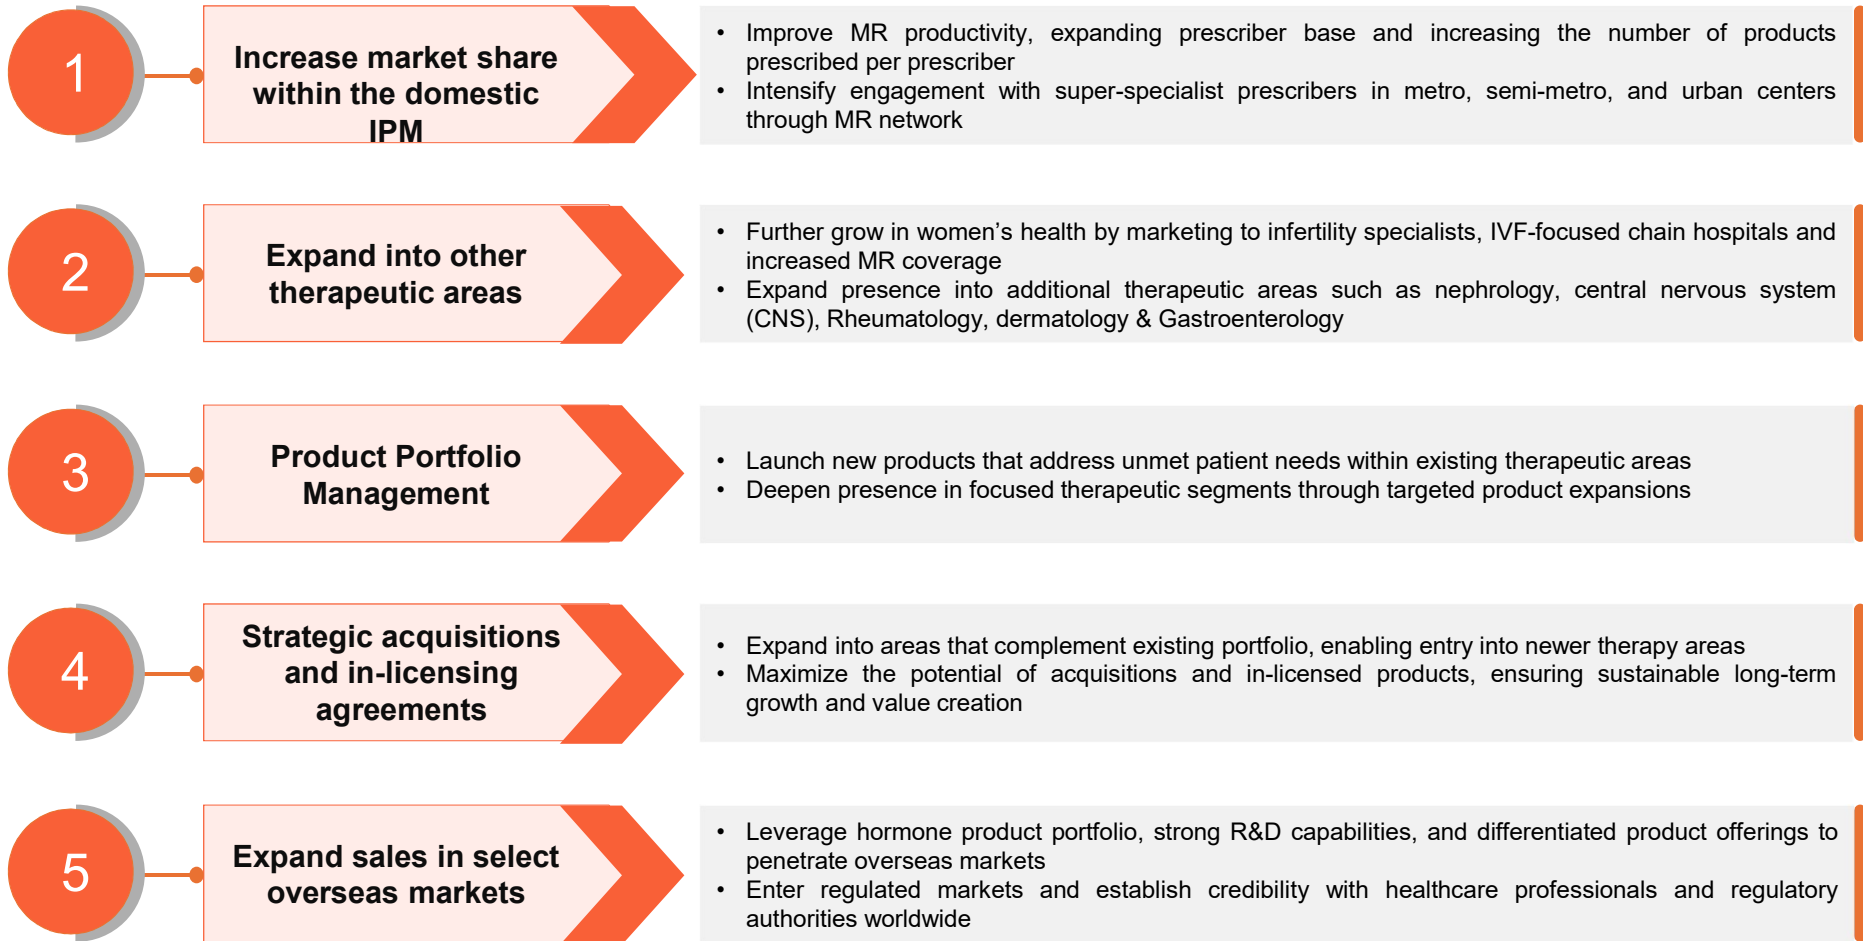 1
Increase market share
within the domestic
IPM
• Improve MR productivity, expanding prescriber base and increasing the number of products
prescribed per prescriber
• Intensify engagement with super-specialist prescribers in metro, semi-metro, and urban centers
through MR network
2
Expand into other
therapeutic areas
• Further grow in women’s health by marketing to infertility specialists, IVF-focused chain hospitals and
increased MR coverage
• Expand presence into additional therapeutic areas such as nephrology, central nervous system
(CNS), Rheumatology, dermatology & Gastroenterology
3
Product Portfolio
Management
• Launch new products that address unmet patient needs within existing therapeutic areas
• Deepen presence in focused therapeutic segments through targeted product expansions
4
Strategic acquisitions
and in-licensing
agreements
• Expand into areas that complement existing portfolio, enabling entry into newer therapy areas
• Maximize the potential of acquisitions and in-licensed products, ensuring sustainable long-term
growth and value creation
5
Expand sales in select
overseas markets
• Leverage hormone product portfolio, strong R&D capabilities, and differentiated product offerings to
penetrate overseas markets
• Enter regulated markets and establish credibility with healthcare professionals and regulatory
authorities worldwide